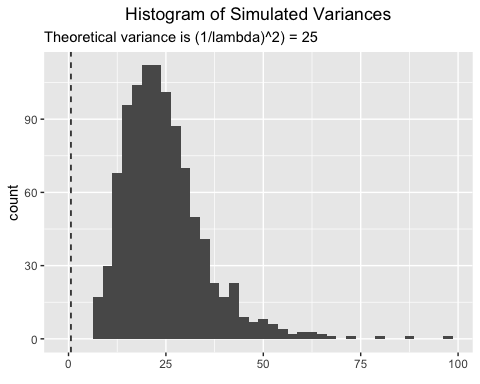 Histogram of Simulated Variances
Theoretical variance is (1/lambda)^2) = 25
90
60
30
0
count
0 25 50 75 100